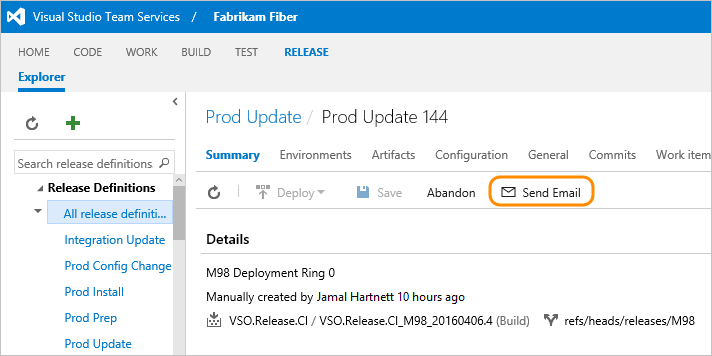 Visual Studio Team Services / Fabrikam Fiber
HOME CODE WORK BUILD TEST RELEASE
Explorer
Prod Update / Prod Update 144
Summary Environments Artifacts Configuration General Commits Work item
Search release definitions
Deploy Save Abandon Send Email
Release Definitions
All release definiti...
Integration Update
Prod Config Change
Prod Install
Prod Prep
Prod Update
Details
M98 Deployment Ring 0
Manually created by Jamal Hartnett 10 hours ago
VSO.Release.CI / VSO.Release.CI_M98_20160406.4 (Build) refs/heads/releases/M98